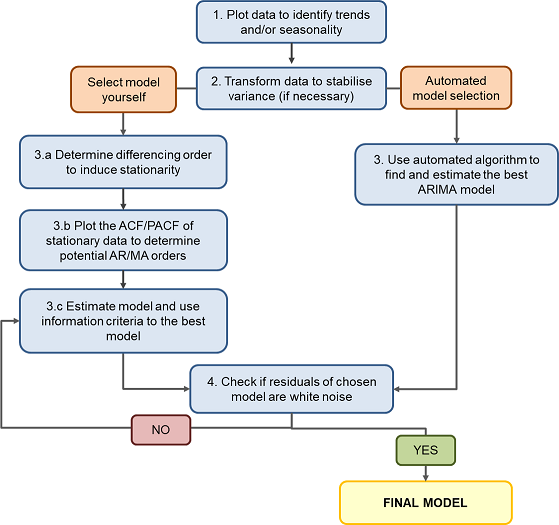 1. Plot data to identify trends
and/or seasonality
Select model
yourself
2. Transform data to stabilise
variance (if necessary)
Automated
model selection
3.a Determine differencing order
to induce stationarity
3. Use automated algorithm to
find and estimate the best
ARIMA model
3.b Plot the ACF/PACF of
stationary data to determine
potential AR/MA orders
3.c Estimate model and use
information criteria to the best
model
4. Check if residuals of chosen
model are white noise
NO
YES
FINAL MODEL